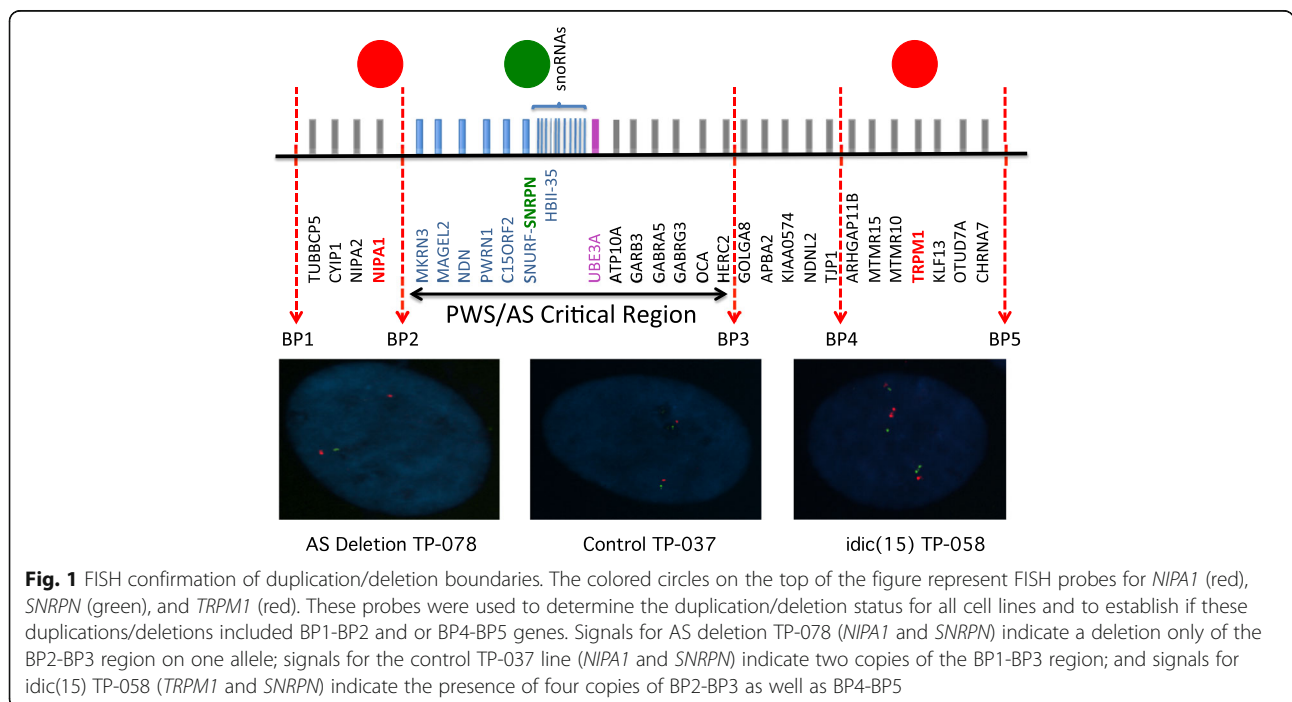 snoRNAs
TUBBCP5
CYIP1
NIPA2
NIPA1
MKRN3
MAGEL2
NDN
PWRN1
C15ORF2
SNURF-SNRPN
HBII-35
UBE3A
ATP10A
GARB3
GABRA5
GABRG3
OCA
HERC2
GOLGA8
APBA2
KIAA0574
NDNL2
TJP1
ARHGAP11B
MTMR15
MTMR10
TRPM1
KLF13
OTUD7A
CHRNA7
PWS/AS Critical Region
BP1 BP2 BP3 BP4 BP5
AS Deletion TP-078 Control TP-037 idic(15) TP-058
Fig. 1 FISH confirmation of duplication/deletion boundaries. The colored circles on the top of the figure represent FISH probes for NIPA1 (red),
SNRPN (green), and TRPM1 (red). These probes were used to determine the duplication/deletion status for all cell lines and to establish if these
duplications/deletions included BP1-BP2 and or BP4-BP5 genes. Signals for AS deletion TP-078 (NIPA1 and SNRPN) indicate a deletion only of the
BP2-BP3 region on one allele; signals for the control TP-037 line (NIPA1 and SNRPN) indicate two copies of the BP1-BP3 region; and signals for
idic(15) TP-058 (TRPM1 and SNRPN) indicate the presence of four copies of BP2-BP3 as well as BP4-BP5